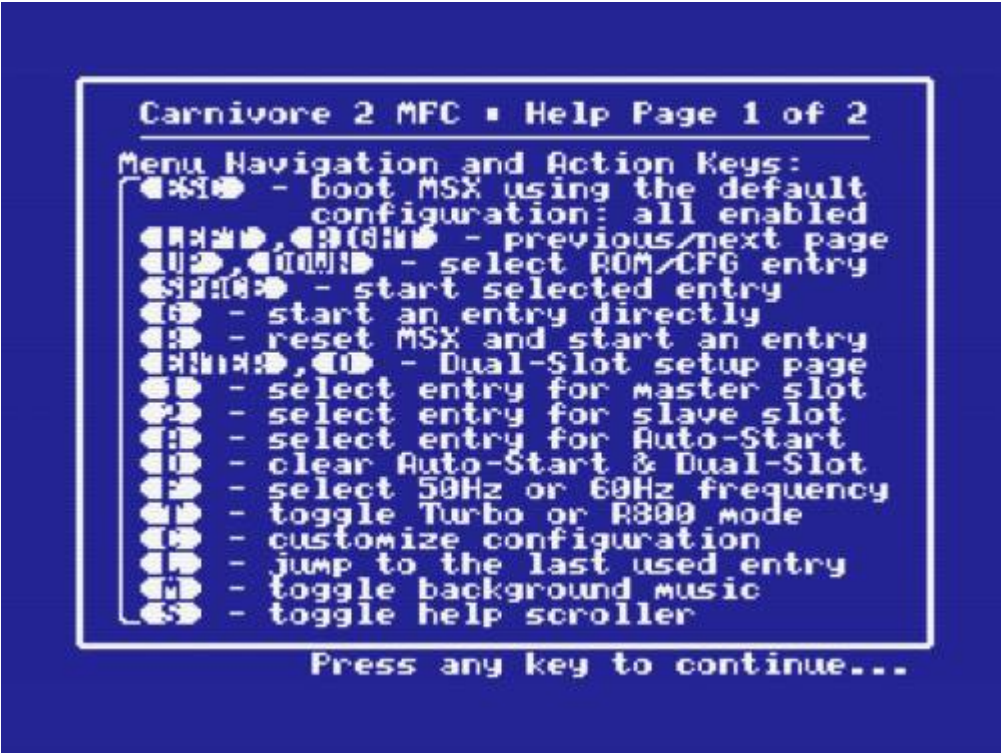 Carnivore 2 MFC ▪ Help Page 1 of 2
Menu Navigation and Action Keys:
ESC - boot MSX using the default
configuration: all enabled
LEFT,RIGHT - previous/next page
UP,DOWN - select ROM/CFG entry
SPACE - start selected entry
G - start an entry directly
R - reset MSX and start an entry
ENTER, - Dual-Slot setup page
1 - select entry for master slot
2 - select entry for slave slot
A - select entry for Auto-Start
- clear Auto-Start & Dual-Slot
F - select 50Hz or 60Hz frequency
T - toggle Turbo or R800 mode
C - customize configuration
L - jump to the last used entry
M - toggle background music
S - toggle help scroller
Press any key to continue...